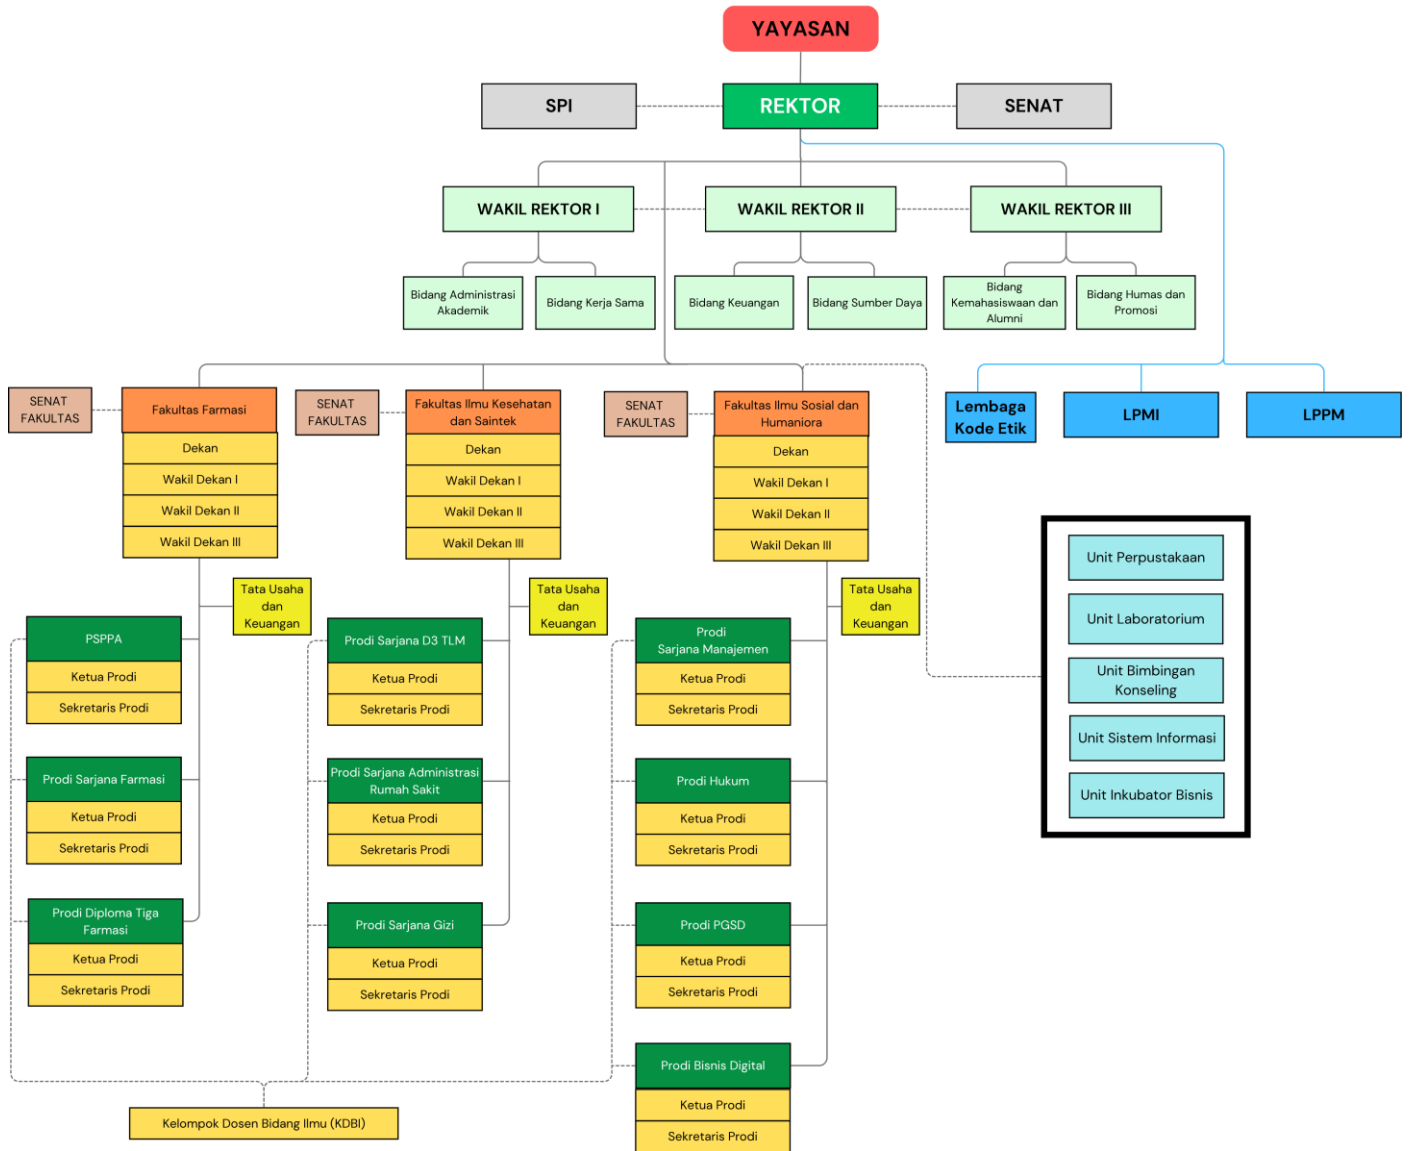 YAYASAN
SPI
REKTOR
SENAT
WAKIL REKTOR I
WAKIL REKTOR II
WAKIL REKTOR III
Bidang Administrasi
Akademik
Bidang Kerja Sama
Bidang Keuangan
Bidang Sumber Daya
Bidang
Kemahasiswaan dan
Alumni
Bidang Humas dan
Promosi
SENAT
FAKULTAS
Fakultas Farmasi
Dekan
Wakil Dekan I
Wakil Dekan II
Wakil Dekan III
SENAT
FAKULTAS
Fakultas Ilmu Kesehatan
dan Saintek
Dekan
Wakil Dekan I
Wakil Dekan II
Wakil Dekan III
SENAT
FAKULTAS
Fakultas Ilmu Sosial dan
Humaniora
Dekan
Wakil Dekan I
Wakil Dekan II
Wakil Dekan III
Lembaga
Kode Etik
LPMI
LPPM
Tata Usaha
dan
Keuangan
PSPPA
Ketua Prodi
Sekretaris Prodi
Prodi Sarjana Farmasi
Ketua Prodi
Sekretaris Prodi
Prodi Diploma Tiga
Farmasi
Ketua Prodi
Sekretaris Prodi
Tata Usaha
dan
Keuangan
Prodi Sarjana D3 TLM
Ketua Prodi
Sekretaris Prodi
Prodi Sarjana Administrasi
Rumah Sakit
Ketua Prodi
Sekretaris Prodi
Prodi Sarjana Gizi
Ketua Prodi
Sekretaris Prodi
Tata Usaha
dan
Keuangan
Prodi
Sarjana Manajemen
Ketua Prodi
Sekretaris Prodi
Prodi Hukum
Ketua Prodi
Sekretaris Prodi
Prodi PGSD
Ketua Prodi
Sekretaris Prodi
Prodi Bisnis Digital
Ketua Prodi
Sekretaris Prodi
Unit Perpustakaan
Unit Laboratorium
Unit Bimbingan
Konseling
Unit Sistem Informasi
Unit Inkubator Bisnis
Kelompok Dosen Bidang Ilmu (KDBI)